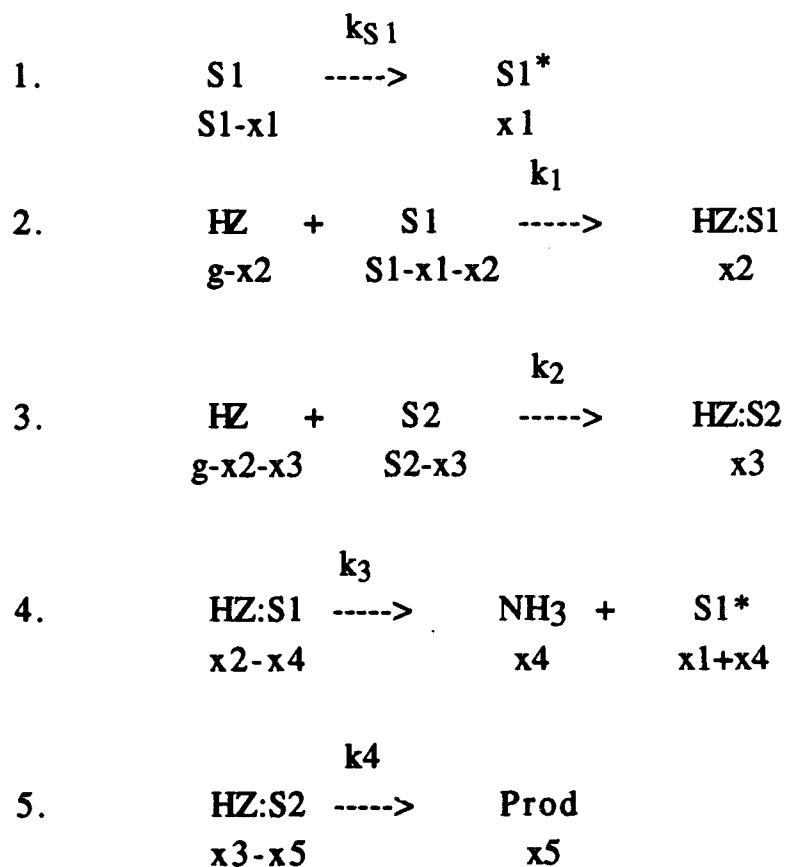 kS1
1. S1 -----> S1*
S1-x1 x1
k1
2. HZ + S1 -----> HZ:S1
g-x2 S1-x1-x2 x2
k2
3. HZ + S2 -----> HZ:S2
g-x2-x3 S2-x3 x3
k3
4. HZ:S1 -----> NH3 + S1*
x2-x4 x4 x1+x4
k4
5. HZ:S2 -----> Prod
x3-x5 x5